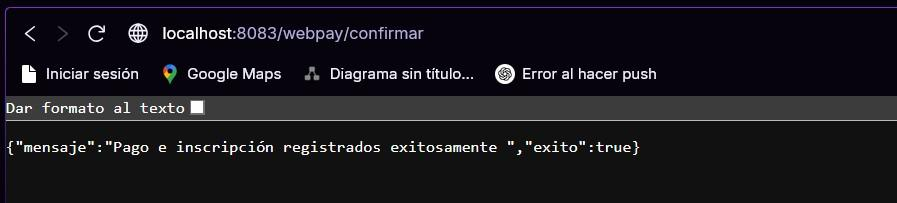 localhost:8083/webpay/confirmar
Iniciar sesión Google Maps Diagrama sin título... Error al hacer push
Dar formato al texto
{"mensaje":"Pago e inscripción registrados exitosamente ","exito":true}